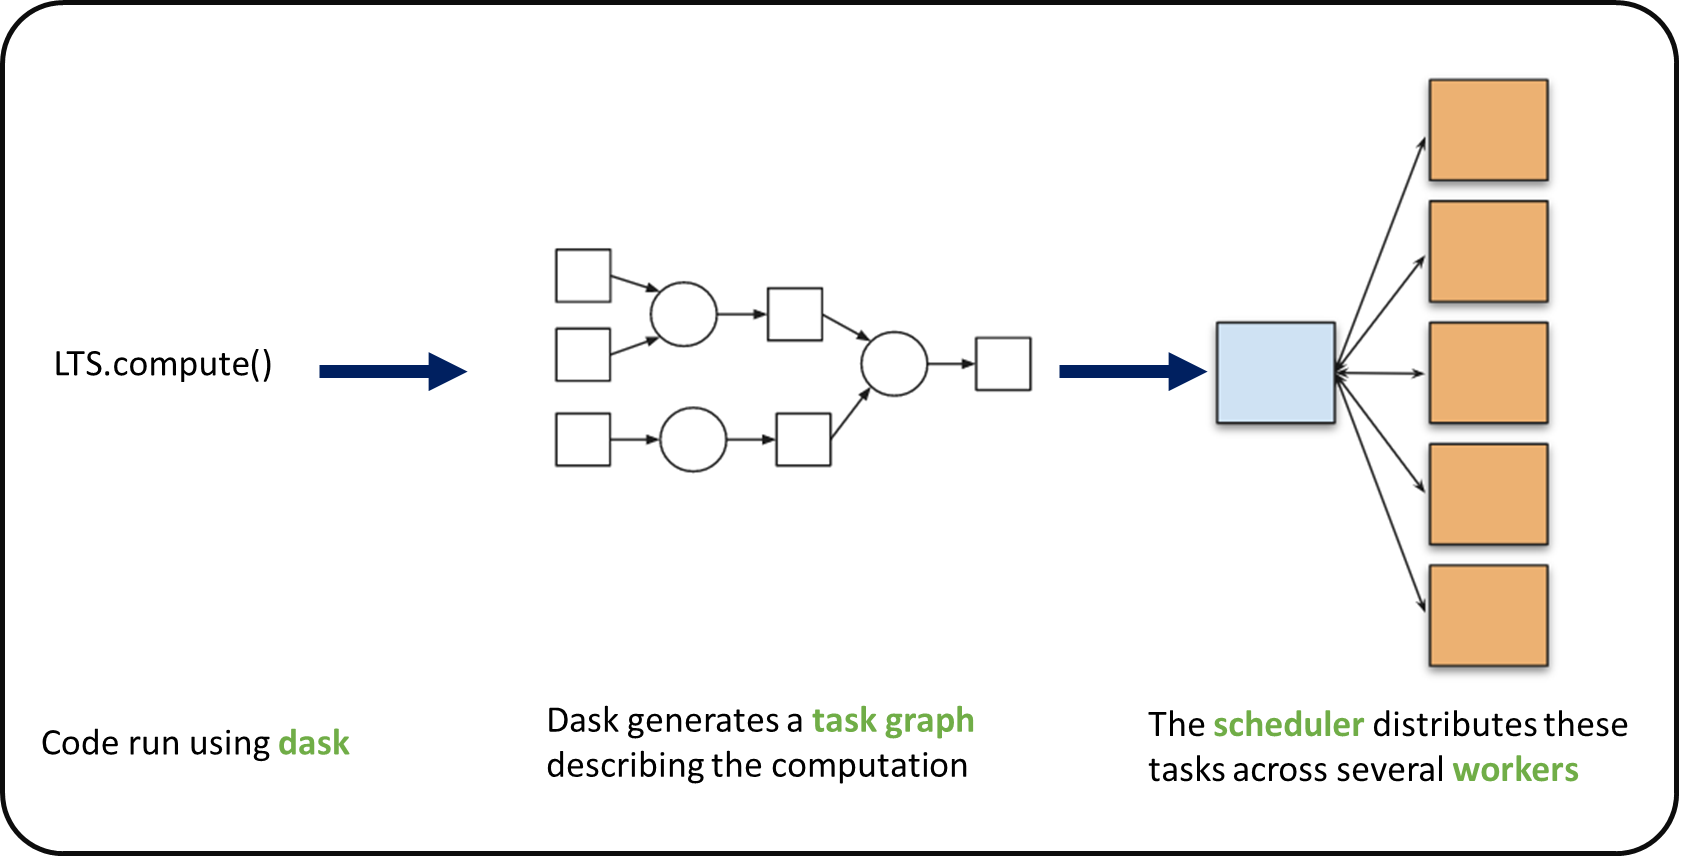 LTS.compute()
Code run using dask
Dask generates a task graph
describing the computation
The scheduler distributes these
tasks across several workers